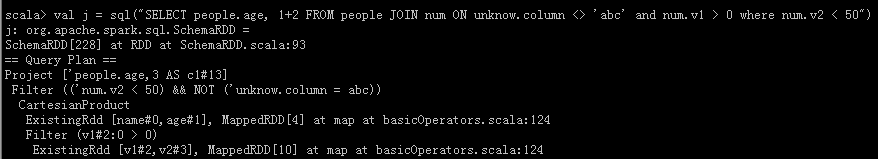 scala> val j = sql("SELECT people.age, 1+2 FROM people JOIN num ON unknow.column <> 'abc' and num.v1 > 0 where num.v2 < 50")
j: org.apache.spark.sql.SchemaRDD =
SchemaRDD[228] at RDD at SchemaRDD.scala:93
== Query Plan ==
Project ['people.age,3 AS c1#13]
 Filter (('num.v2 < 50) && NOT ('unknow.column = abc))
  CartesianProduct
   ExistingRdd [name#0,age#1], MappedRDD[4] at map at basicOperators.scala:124
   Filter (v1#2:0 > 0)
    ExistingRdd [v1#2,v2#3], MappedRDD[10] at map at basicOperators.scala:124